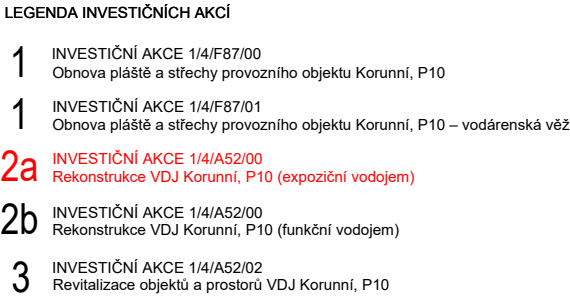 LEGENDA INVESTIČNÍCH AKCÍ
1 INVESTIČNÍ AKCE 1/4/F87/00
Obnova pláště a střechy provozního objektu Korunní, P10
1 INVESTIČNÍ AKCE 1/4/F87/01
Obnova pláště a střechy provozního objektu Korunní, P10 – vodárenská věž
2a INVESTIČNÍ AKCE 1/4/A52/00
Rekonstrukce VDJ Korunní, P10 (expoziční vodojem)
2b INVESTIČNÍ AKCE 1/4/A52/00
Rekonstrukce VDJ Korunní, P10 (funkční vodojem)
3 INVESTIČNÍ AKCE 1/4/A52/02
Revitalizace objektů a prostorů VDJ Korunní, P10